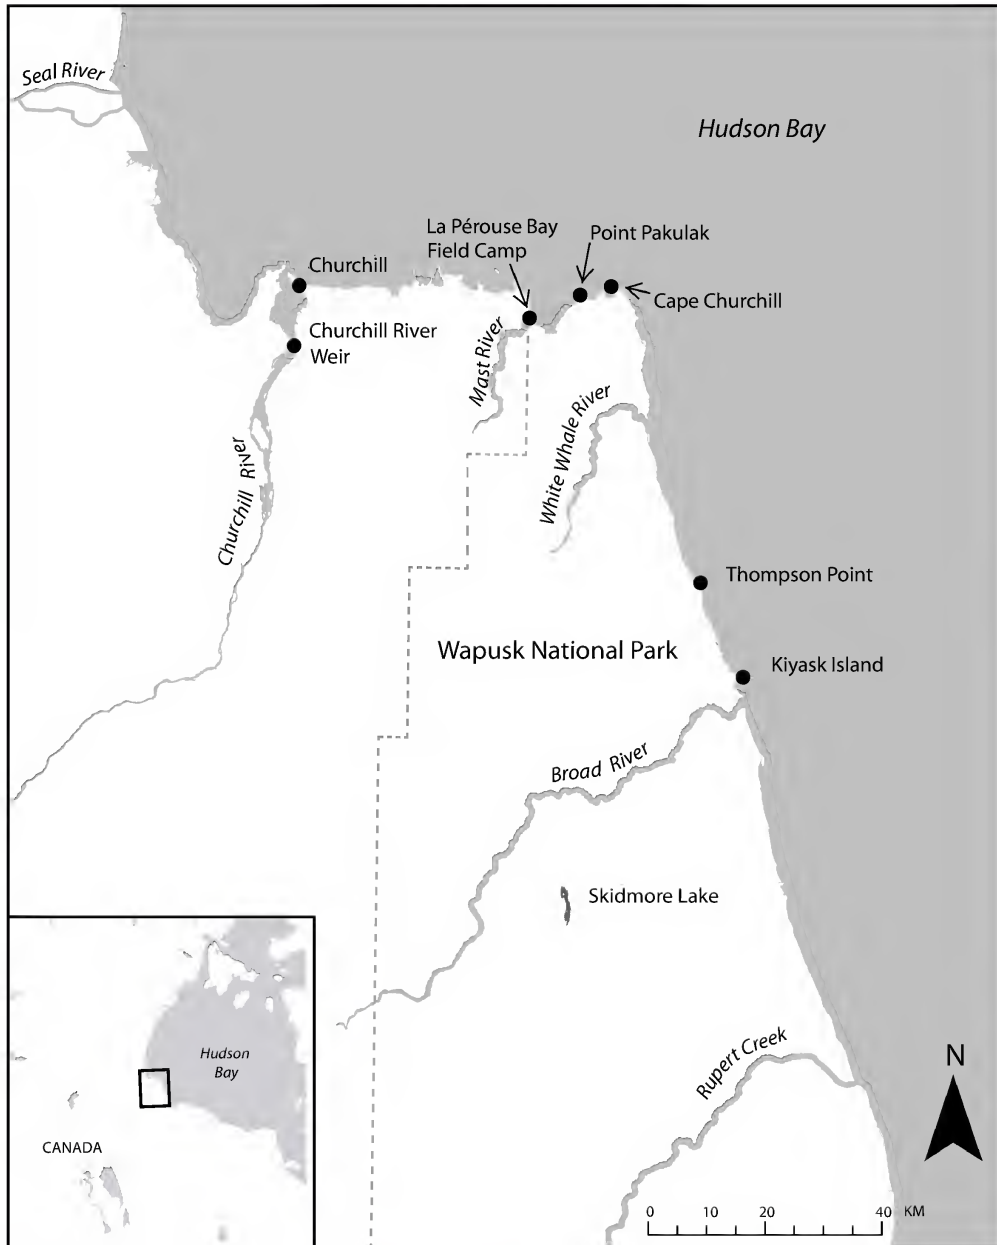 Seal River
Hudson Bay
La Pérouse Bay
Field Camp
Point Pakulak
Churchill
Cape Churchill
Churchill River
Weir
Mast River
White Whale River
Churchill River
Thompson Point
Wapusk National Park
Kiyask Island
Broad River
Skidmore Lake
Rupert Creek
Hudson
Bay
CANADA
N
0 10 20 40 KM